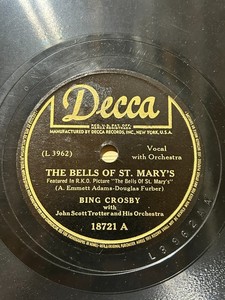 Decca
REG. U.S. PAT. OFF.
MANUFACTURED BY DECCA RECORDS, INC., NEW YORK, U.S.A.
(L 3962)
Vocal
with Orchestra
THE BELLS OF ST. MARY'S
Featured In R.K.O. Picture "The Bells Of St. Mary's"
(A. Emmett Adams-Douglas Furber)
BING CROSBY
with
John Scott Trotter and His Orchestra
18721 A